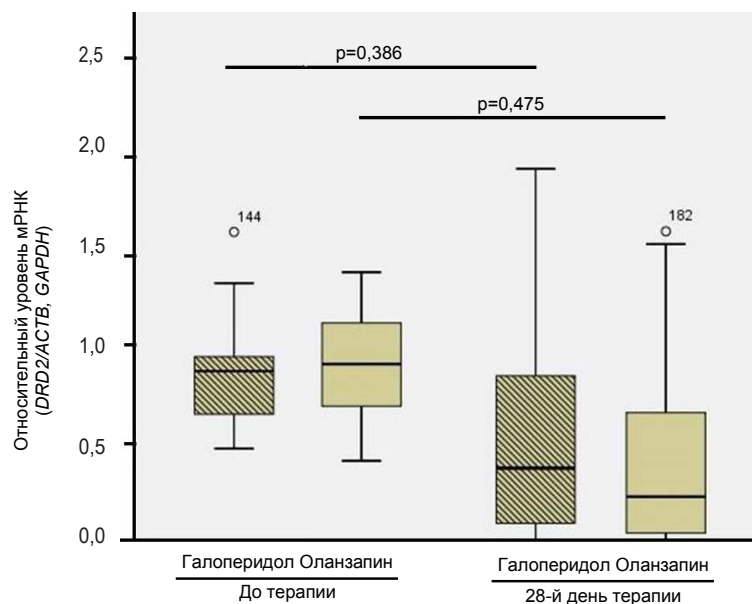 Относительный уровень мРНК
(DRD2/ACTB, GAPDH)
2,5
2,0
1,5
1,0
0,5
0,0
p=0,386
p=0,475
144
182
Галоперидол Оланзапин
До терапии
Галоперидол Оланзапин
28-й день терапии